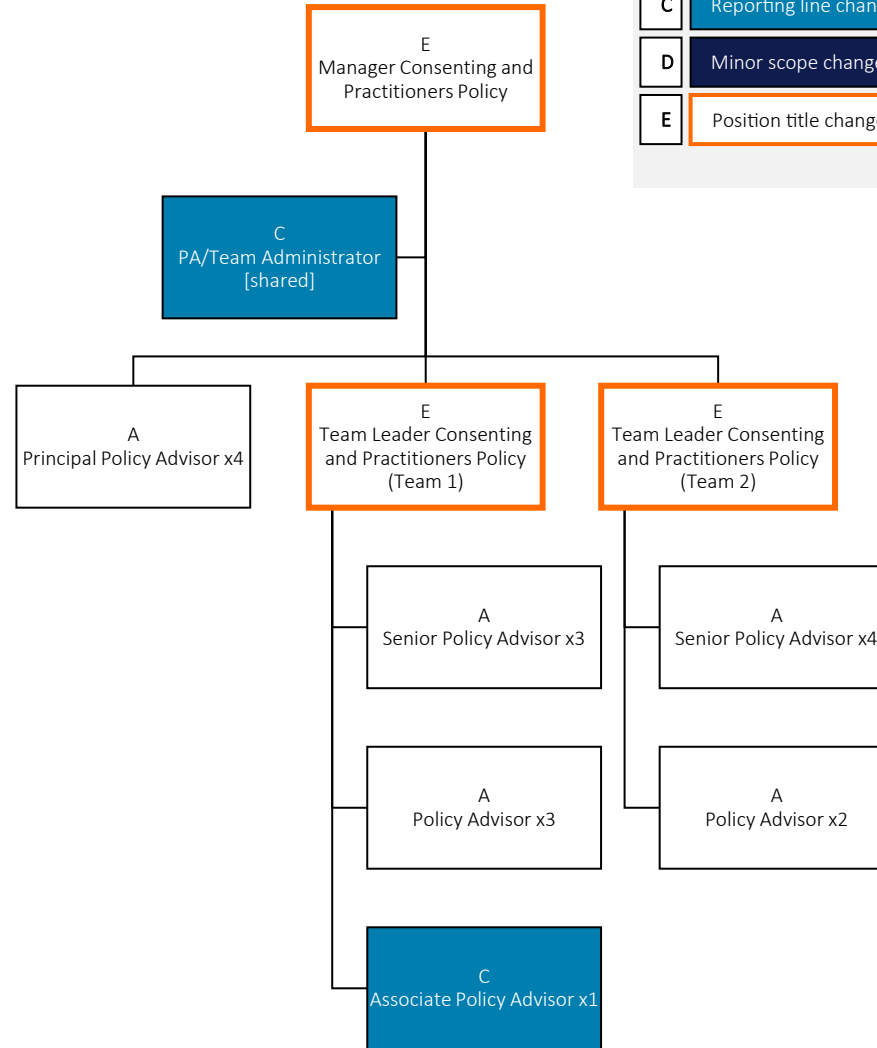 C
Reporting line chan
D
Minor scope change
E
Position title change
E
Manager Consenting and
Practitioners Policy
C
PA/Team Administrator
[shared]
A
Principal Policy Advisor x4
E
Team Leader Consenting
and Practitioners Policy
(Team 1)
E
Team Leader Consenting
and Practitioners Policy
(Team 2)
A
Senior Policy Advisor x3
A
Senior Policy Advisor x4
A
Policy Advisor x3
A
Policy Advisor x2
C
Associate Policy Advisor x1